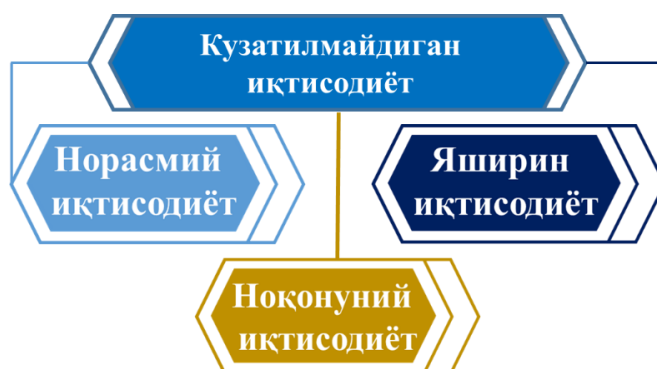 Кузатилмайдиган
иқтисодиёт
Норасмий
иқтисодиёт
Яширин
иқтисодиёт
Ноқонуний
иқтисодиёт